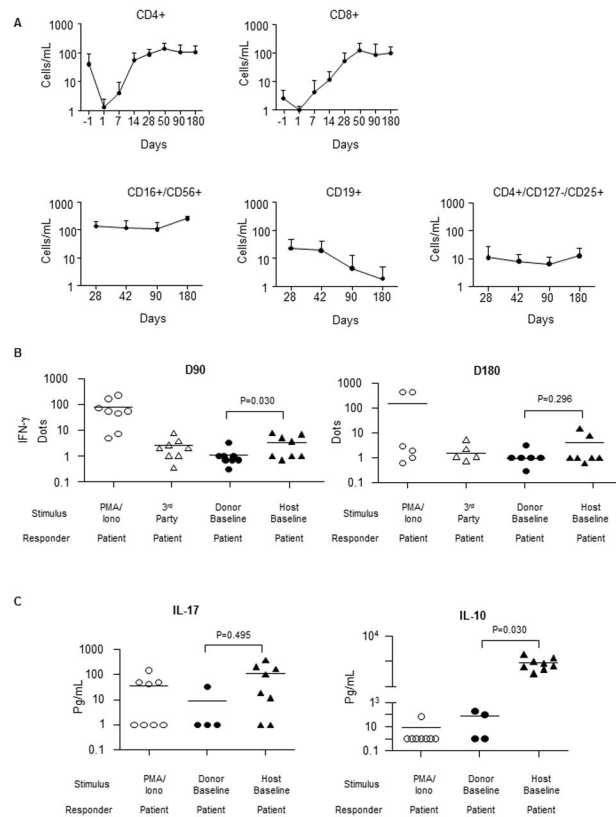 A
CD4+
CD8+
Cells/mL
1000
100
10
1
-1 1 7 14 28 50 90 180
Days
Cells/mL
1000
100
10
1
-1 1 7 14 28 50 90 180
Days
CD16+/CD56+
CD19+
CD4+/CD127-/CD25+
Cells/mL
1000
100
10
1
28 42 90 180
Days
Cells/mL
1000
100
10
1
28 42 90 180
Days
Cells/mL
1000
100
10
1
28 42 90 180
Days
B
D90
D180
IFN-γ
Dots
1000
100
10
1
0.1
P=0.030
Dots
1000
100
10
1
0.1
P=0.296
Stimulus PMA/ Iono 3rd Party Donor Baseline Host Baseline
Responder Patient Patient Patient Patient
Stimulus PMA/ Iono 3rd Party Donor Baseline Host Baseline
Responder Patient Patient Patient Patient
C
IL-17
IL-10
Pg/mL
1000
100
10
1
0.1
P=0.495
Pg/mL
10⁴
10³
10
1
0.1
P=0.030
Stimulus PMA/ Iono Donor Baseline Host Baseline
Responder Patient Patient Patient
Stimulus PMA/ Iono Donor Baseline Host Baseline
Responder Patient Patient Patient